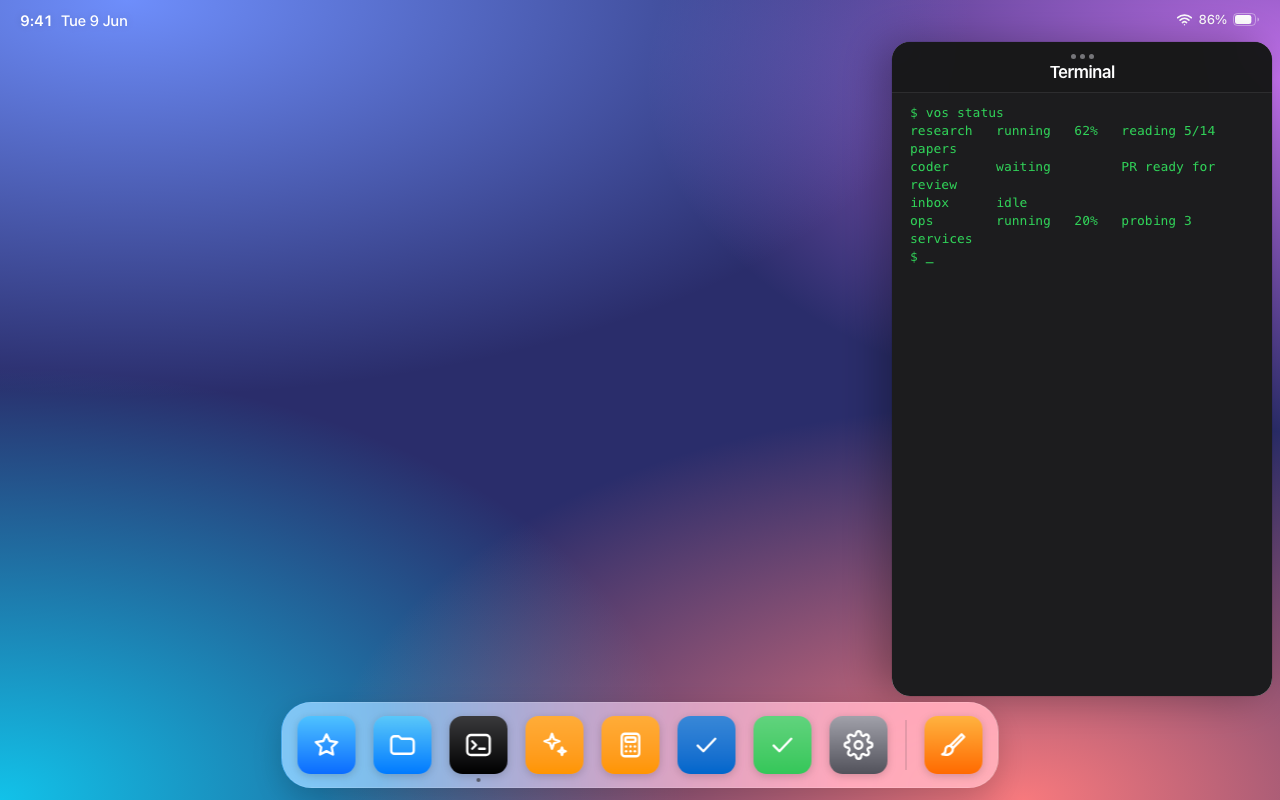 9:41 Tue 9 Jun
86%
Terminal
$ vos status
research   running   62%   reading 5/14
papers
coder      waiting         PR ready for
review
inbox      idle
ops        running   20%   probing 3
services
$ _